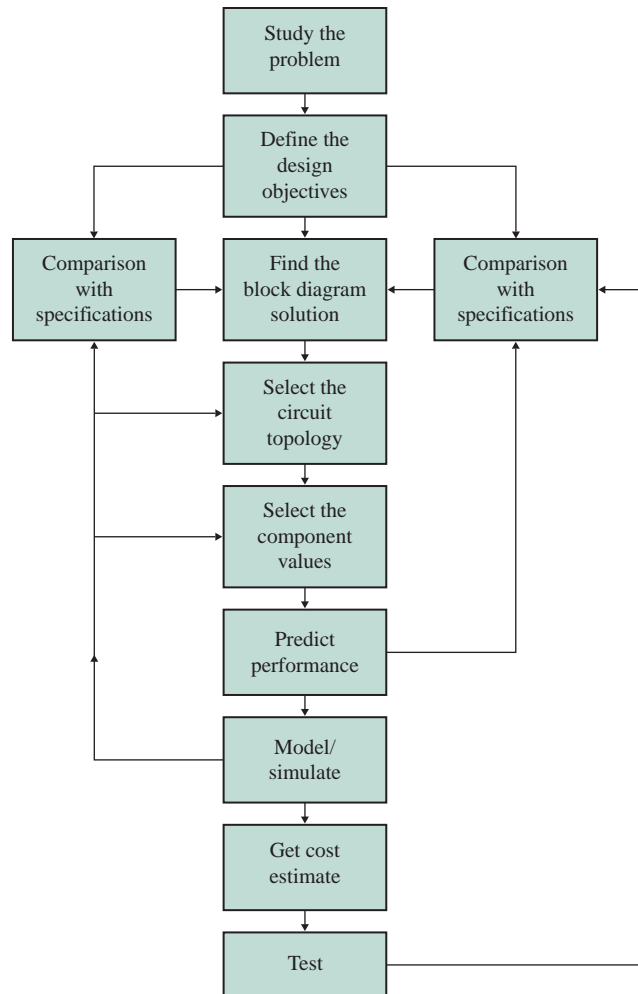 Study the
problem
Define the
design
objectives
Comparison
with
specifications
Find the
block diagram
solution
Comparison
with
specifications
Select the
circuit
topology
Select the
component
values
Predict
performance
Model/
simulate
Get cost
estimate
Test